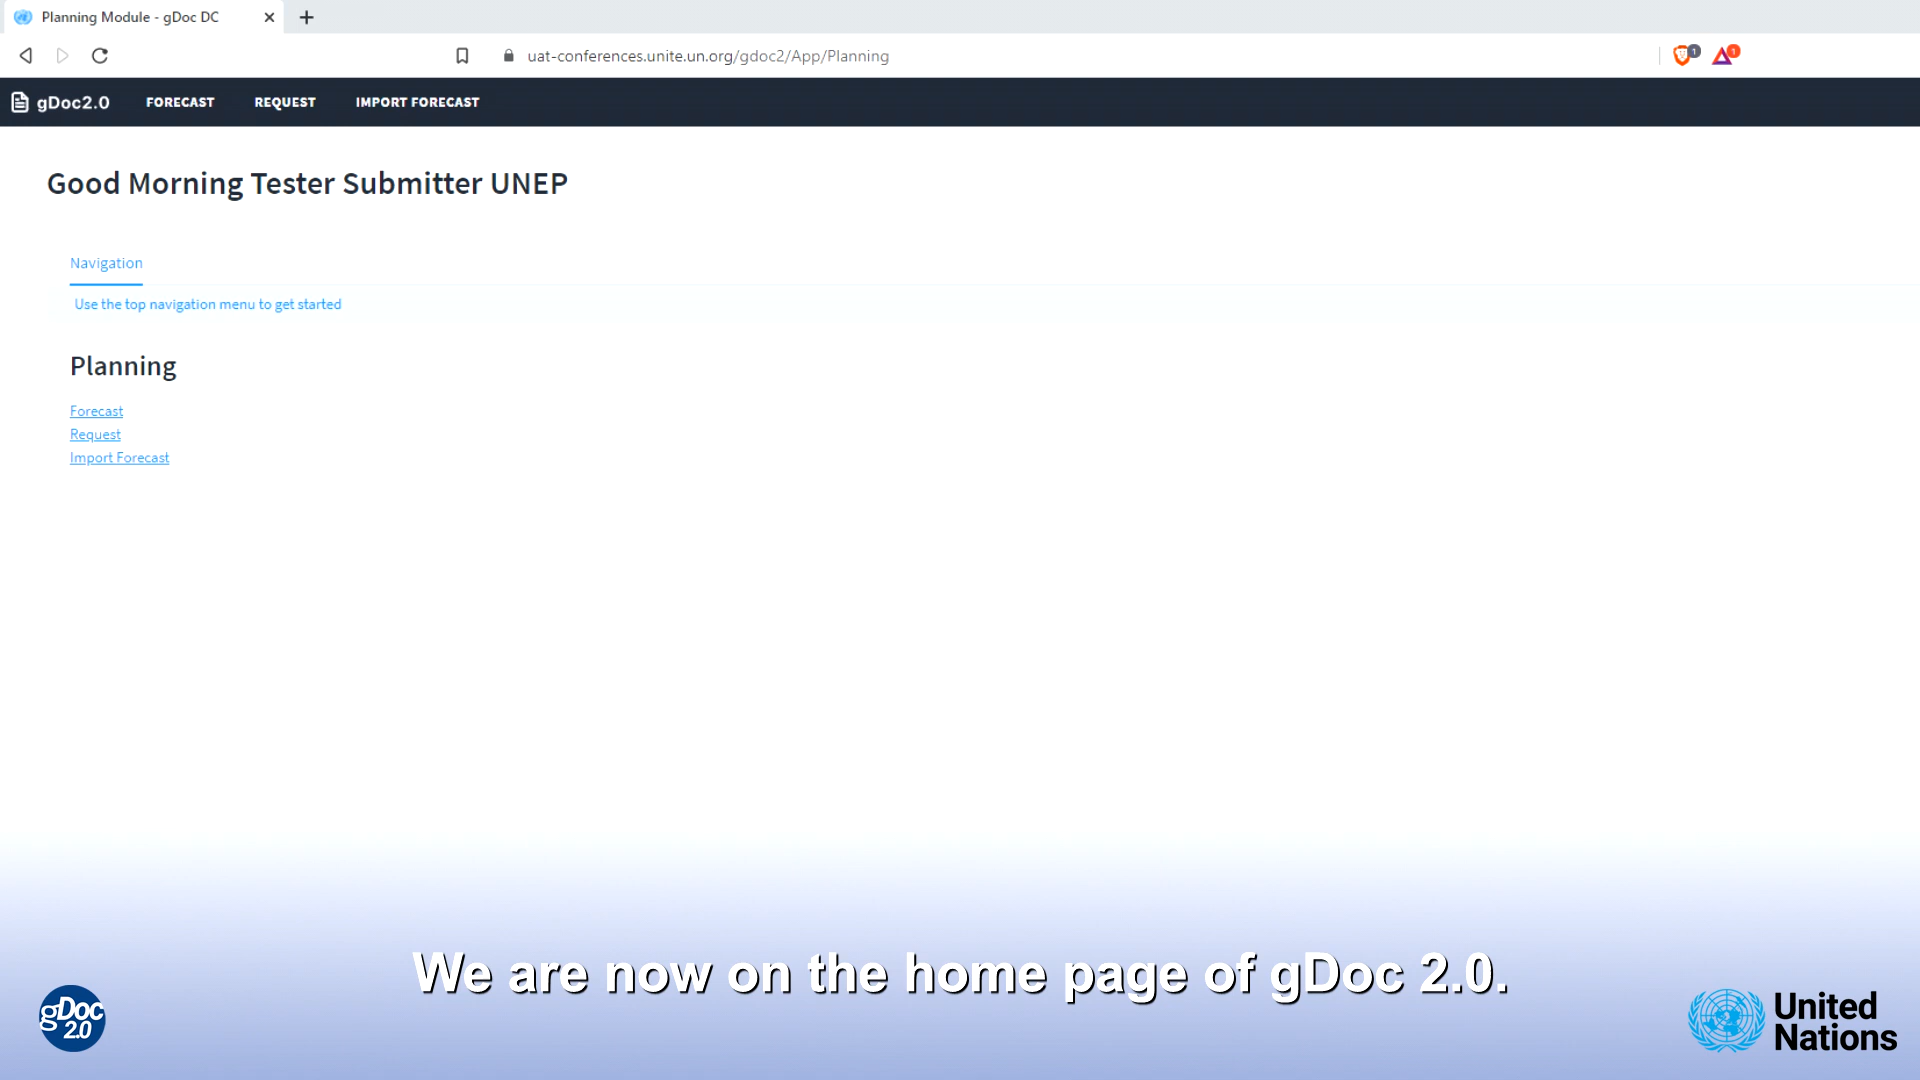 Planning Module - gDoc DC
uat-conferences.unite.un.org/gdoc2/App/Planning
1
1
gDoc2.0 FORECAST REQUEST IMPORT FORECAST
Good Morning Tester Submitter UNEP
Navigation
Use the top navigation menu to get started
Planning
Forecast
Request
Import Forecast
We are now on the home page of gDoc 2.0.
gDoc
2.0
United
Nations